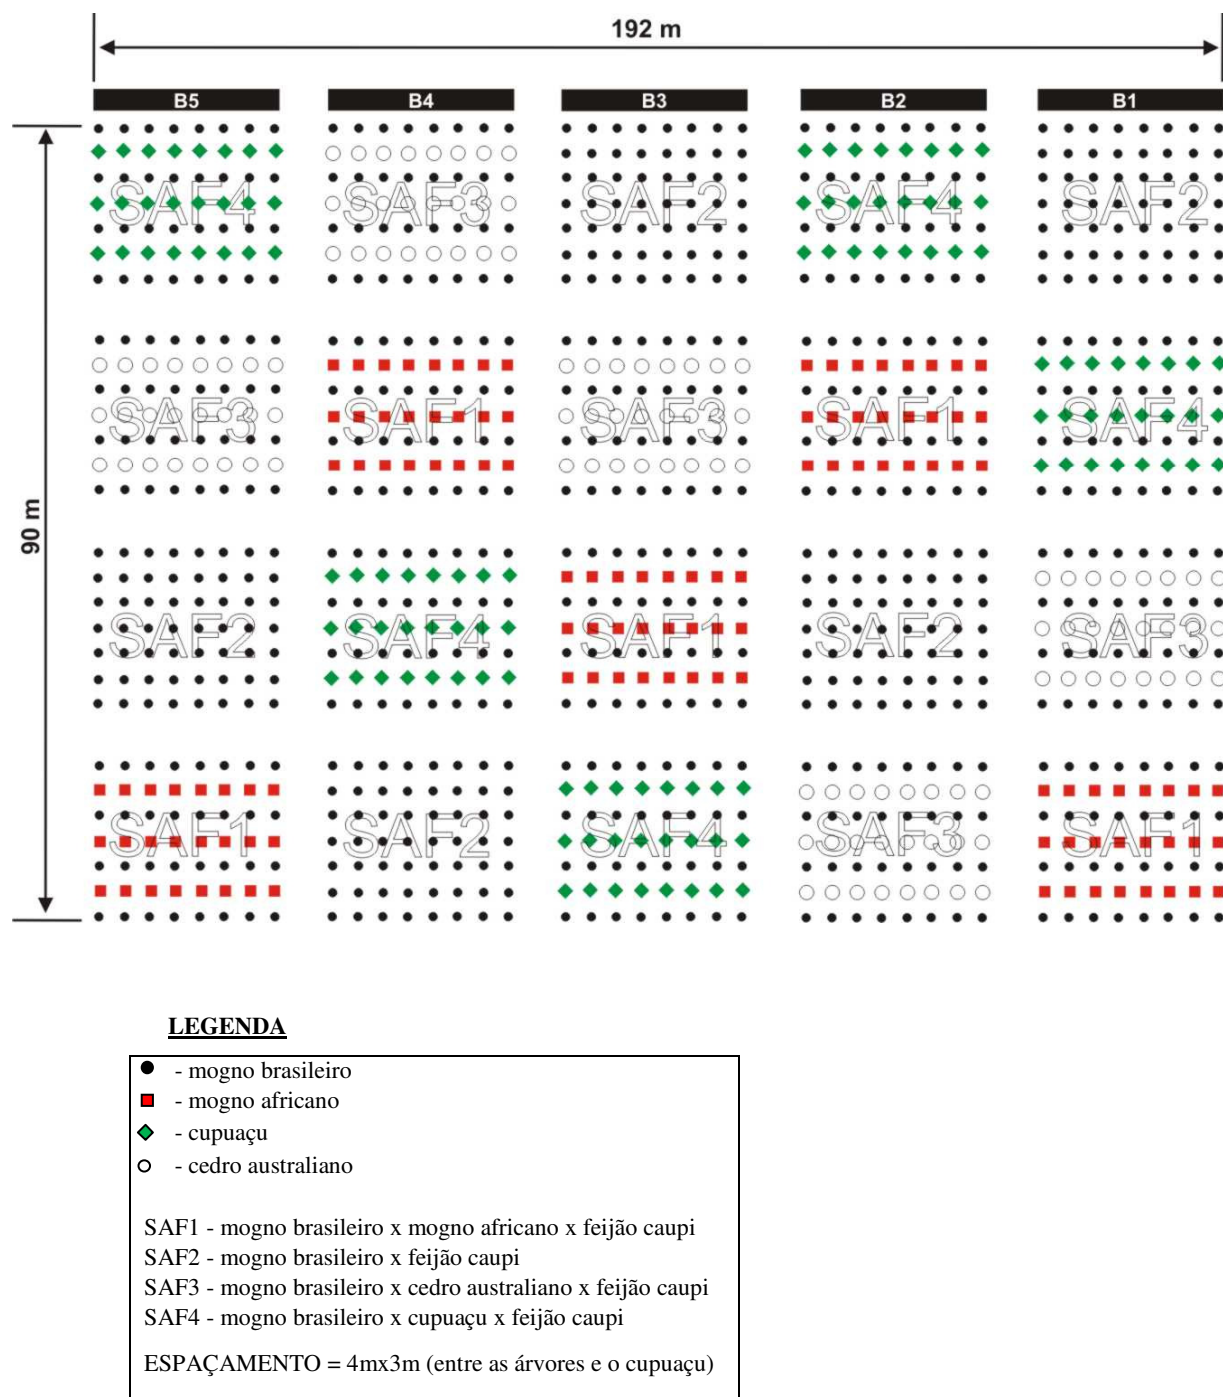 192 m
B5 B4 B3 B2 B1
SAF4 SAF3 SAF2 SAF4 SAF2
SAF3 SAF1 SAF3 SAF1 SAF4
90 m
SAF2 SAF4 SAF1 SAF2 SAF3
SAF1 SAF2 SAF4 SAF3 SAF1
LEGENDA
- mogno brasileiro
- mogno africano
- cupuaçu
- cedro australiano
SAF1 - mogno brasileiro x mogno africano x feijão caupi
SAF2 - mogno brasileiro x feijão caupi
SAF3 - mogno brasileiro x cedro australiano x feijão caupi
SAF4 - mogno brasileiro x cupuaçu x feijão caupi
ESPAÇAMENTO = 4mx3m (entre as árvores e o cupuaçu)